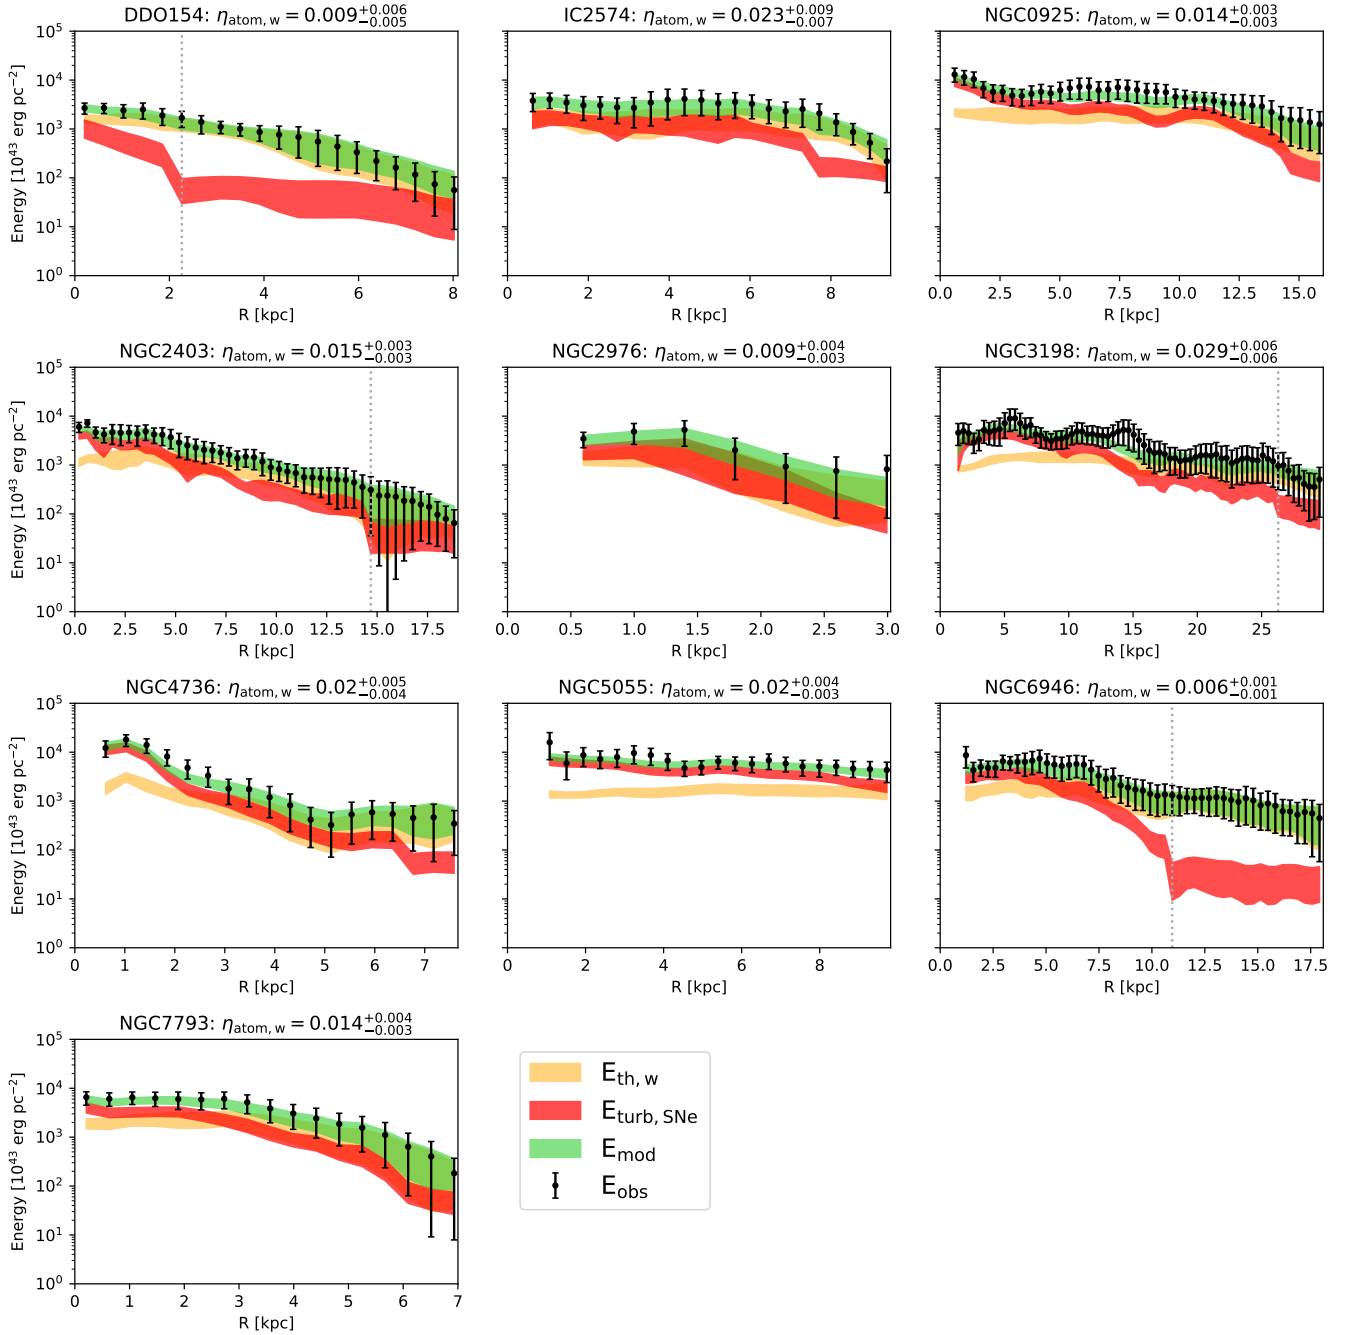 DDO154: η_atom, w = 0.009^{+0.006}_{−0.005}
IC2574: η_atom, w = 0.023^{+0.009}_{−0.007}
NGC0925: η_atom, w = 0.014^{+0.003}_{−0.003}
Energy [10^43 erg pc^−2]
10^5
10^4
10^3
10^2
10^1
10^0
0 2 4 6 8
0 2 4 6 8
0.0 2.5 5.0 7.5 10.0 12.5 15.0
R [kpc]
R [kpc]
R [kpc]
NGC2403: η_atom, w = 0.015^{+0.003}_{−0.003}
NGC2976: η_atom, w = 0.009^{+0.004}_{−0.003}
NGC3198: η_atom, w = 0.029^{+0.006}_{−0.006}
Energy [10^43 erg pc^−2]
10^5
10^4
10^3
10^2
10^1
10^0
0.0 2.5 5.0 7.5 10.0 12.5 15.0 17.5
0.5 1.0 1.5 2.0 2.5 3.0
0 5 10 15 20 25
R [kpc]
R [kpc]
R [kpc]
NGC4736: η_atom, w = 0.02^{+0.005}_{−0.004}
NGC5055: η_atom, w = 0.02^{+0.004}_{−0.003}
NGC6946: η_atom, w = 0.006^{+0.001}_{−0.001}
Energy [10^43 erg pc^−2]
10^5
10^4
10^3
10^2
10^1
10^0
0 1 2 3 4 5 6 7
0 2 4 6 8
0.0 2.5 5.0 7.5 10.0 12.5 15.0 17.5
R [kpc]
R [kpc]
R [kpc]
NGC7793: η_atom, w = 0.014^{+0.004}_{−0.003}
Energy [10^43 erg pc^−2]
10^5
10^4
10^3
10^2
10^1
10^0
0 1 2 3 4 5 6 7
R [kpc]
E_th, w
E_turb, SNe
E_mod
E_obs